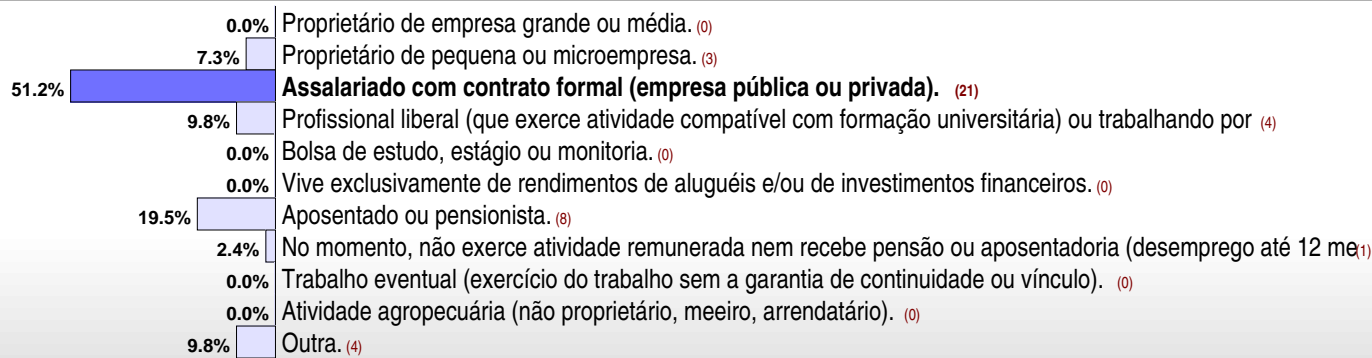 0.0% Proprietário de empresa grande ou média. (0)
7.3% Proprietário de pequena ou microempresa. (3)
51.2% Assalariado com contrato formal (empresa pública ou privada). (21)
9.8% Profissional liberal (que exerce atividade compatível com formação universitária) ou trabalhando por (4)
0.0% Bolsa de estudo, estágio ou monitoria. (0)
0.0% Vive exclusivamente de rendimentos de aluguéis e/ou de investimentos financeiros. (0)
19.5% Aposentado ou pensionista. (8)
2.4% No momento, não exerce atividade remunerada nem recebe pensão ou aposentadoria (desemprego até 12 me(1)
0.0% Trabalho eventual (exercício do trabalho sem a garantia de continuidade ou vínculo). (0)
0.0% Atividade agropecuária (não proprietário, meeiro, arrendatário). (0)
9.8% Outra. (4)